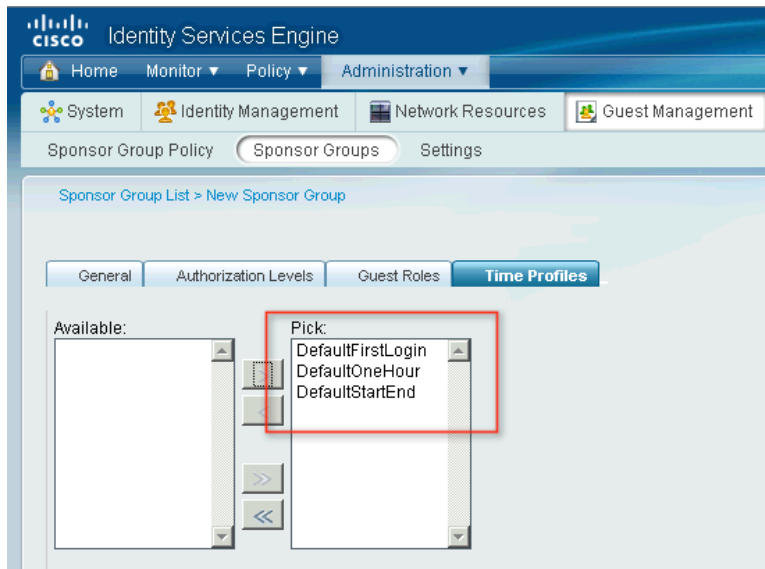 CISCO Identity Services Engine
Home Monitor ▼ Policy ▼ Administration ▼
System Identity Management Network Resources Guest Management
Sponsor Group Policy Sponsor Groups Settings
Sponsor Group List > New Sponsor Group
General Authorization Levels Guest Roles Time Profiles
Available: Pick:
DefaultFirstLogin
DefaultOneHour
DefaultStartEnd
>
<
>>
<<